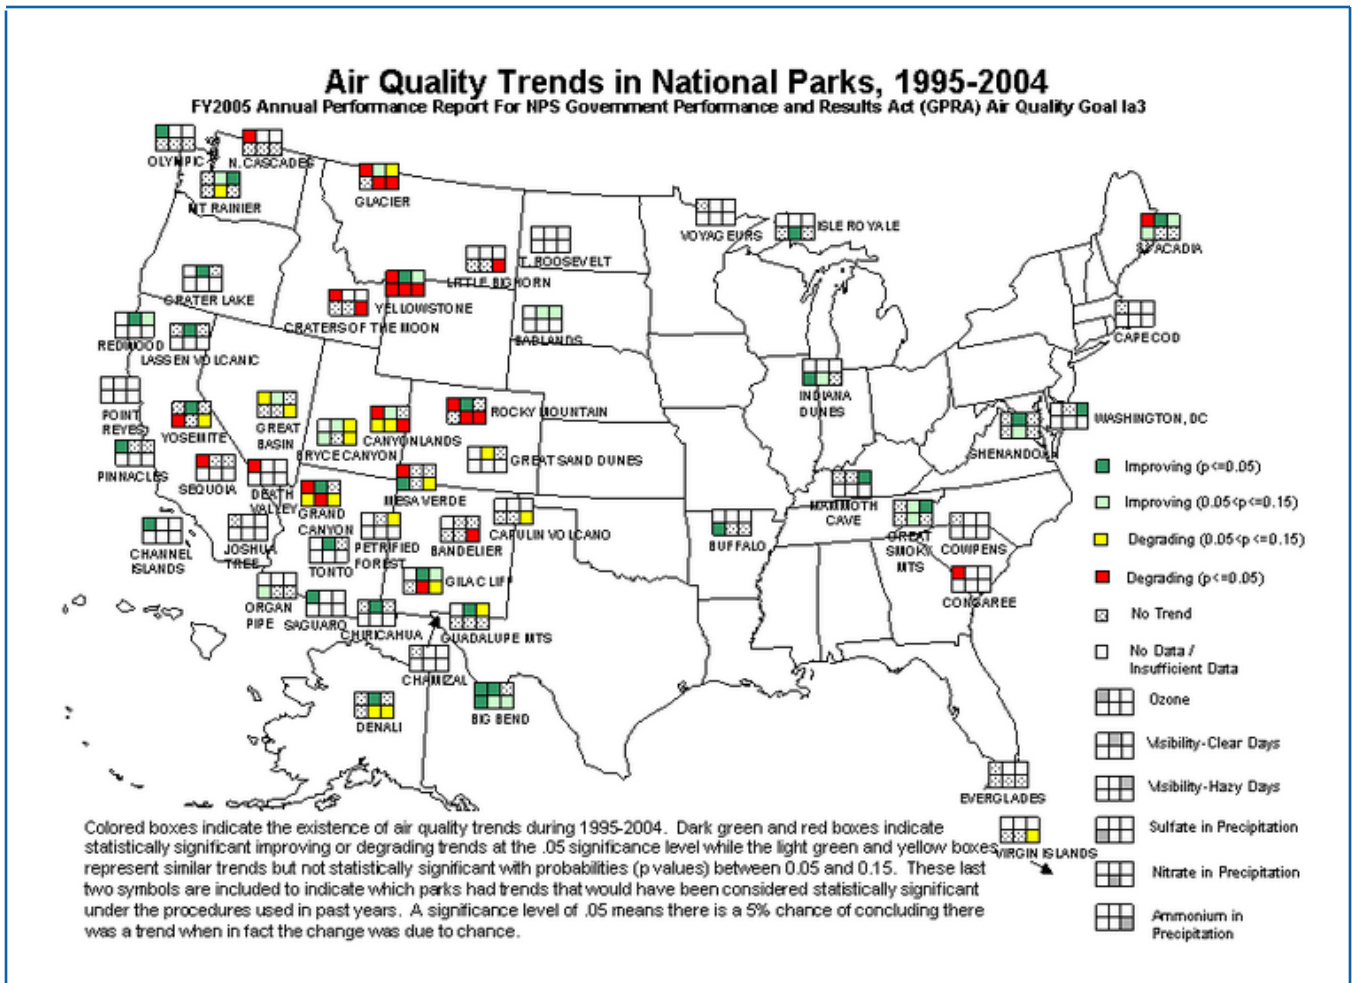 Air Quality Trends in National Parks, 1995-2004
FY2005 Annual Performance Report For NPS Government Performance and Results Act (GPRA) Air Quality Goal Ia3
OLYMPIC
N. CASCADES
MT RAINIER
GLACIER
VOYAGEURS
ISLE ROYALE
ACADIA
T. ROOSEVELT
LITTLE BIGHORN
CRATER LAKE
YELLOWSTONE
CRATERS OF THE MOON
BADLANDS
CAPE COD
REDWOOD
LASSEN VOLCANIC
POINT
REYES
YOSEMITE
GREAT
BASIN
BRYCE CANYON
CANYONLANDS
ROCKY MOUNTAIN
INDIANA
DUNES
WASHINGTON, DC
SHENANDOAH
PINNACLES
SEQUOIA
DEATH
VALLEY
GREAT SAND DUNES
MESA VERDE
GRAND
CANYON
MAMMOTH
CAVE
CHANNEL
ISLANDS
JOSHUA
TREE
PETRIFIED
FOREST
BANDELIER
CAPULIN VOLCANO
BUFFALO
GREAT
SMOKY
MTS
COWPENS
TONTO
GILA CLIFF
CONGAREE
ORGAN
PIPE
SAGUARO
CHIRICAHUA
GUADALUPE MTS
CHAMIZAL
BIG BEND
DENALI
EVERGLADES
VIRGIN ISLANDS
Improving (p<=0.05)
Improving (0.05<p<=0.15)
Degrading (0.05<p<=0.15)
Degrading (p<=0.05)
No Trend
No Data /
Insufficient Data
Ozone
Visibility-Clear Days
Visibility-Hazy Days
Sulfate in Precipitation
Nitrate in Precipitation
Ammonium in
Precipitation
Colored boxes indicate the existence of air quality trends during 1995-2004. Dark green and red boxes indicate
statistically significant improving or degrading trends at the .05 significance level while the light green and yellow boxes
represent similar trends but not statistically significant with probabilities (p values) between 0.05 and 0.15. These last
two symbols are included to indicate which parks had trends that would have been considered statistically significant
under the procedures used in past years. A significance level of .05 means there is a 5% chance of concluding there
was a trend when in fact the change was due to chance.